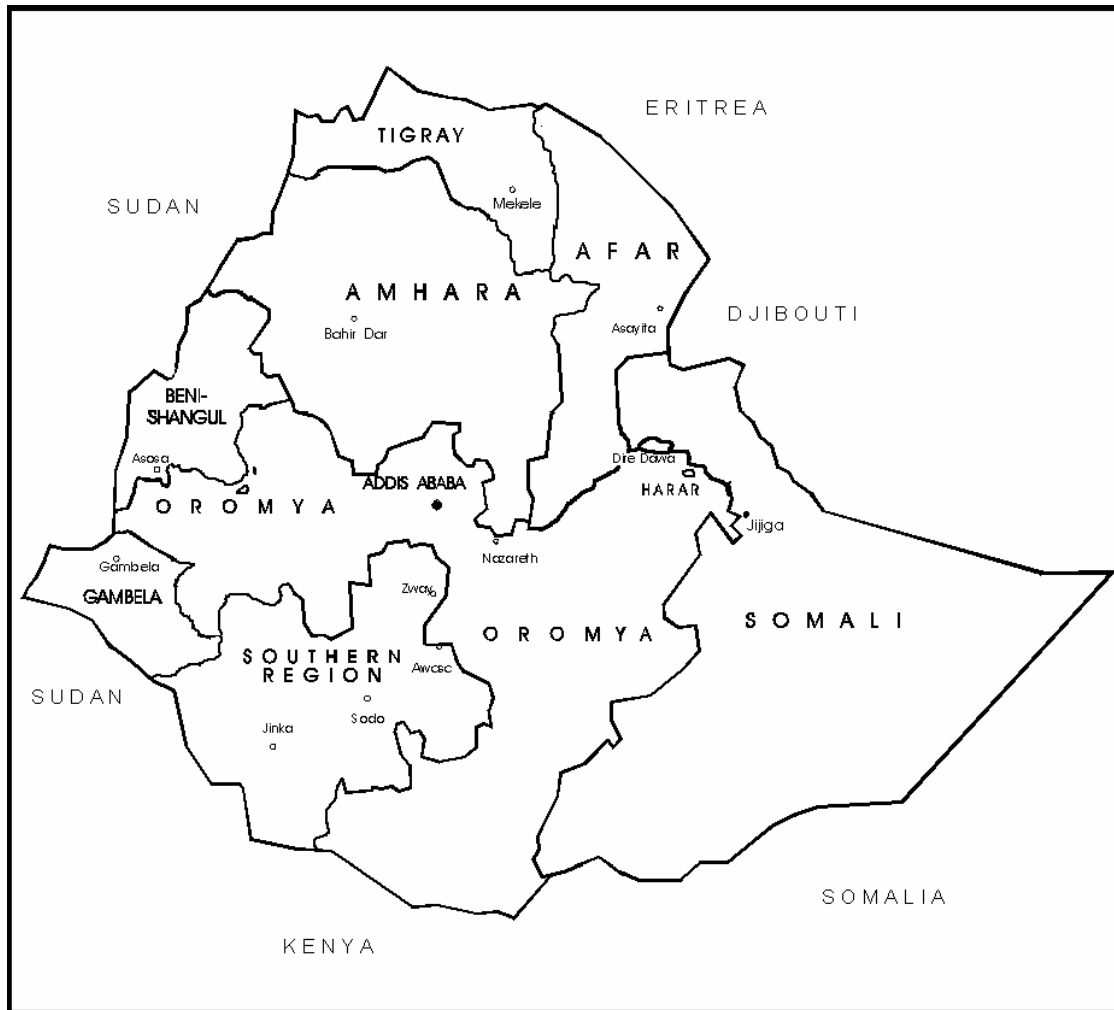 ERITREA
TIGRAY
Mekele
SUDAN
AFAR
AMHARA
Asayita
DJIBOUTI
Bahir Dar
BENI-
SHANGUL
Asosa
Dire Dawa
ADDIS ABABA
HARAR
OROMYA
Jijiga
Nazareth
Gambela
GAMBELA
Zway
SOMALI
OROMYA
SOUTHERN
REGION
Awasa
SUDAN
Sodo
Jinka
SOMALIA
KENYA